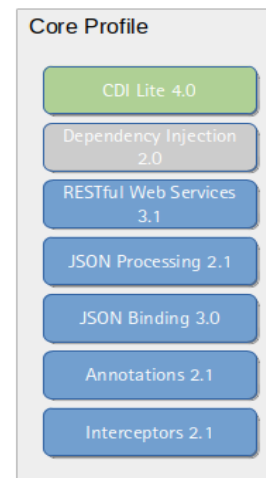 Core Profile
CDI Lite 4.0
Dependency Injection
2.0
RESTful Web Services
3.1
JSON Processing 2.1
JSON Binding 3.0
Annotations 2.1
Interceptors 2.1